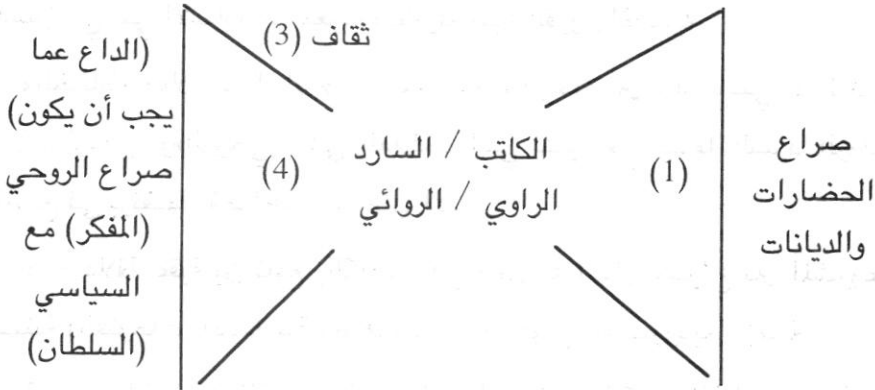 ثقاف (3)
صراع
الحضارات
والديانات
(1)
الكاتب / السارد
الراوي / الروائي
(4)
(الداع عما
يجب أن يكون)
صراع الروحي
(المفكر) مع
السياسي
(السلطان)